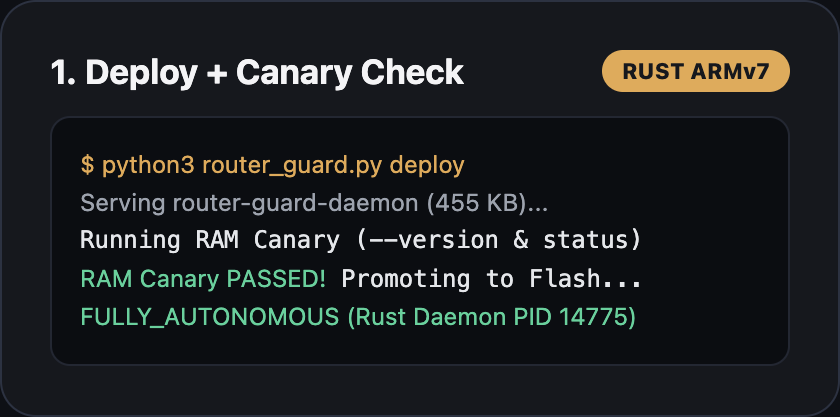 1. Deploy + Canary Check
RUST ARMv7
$ python3 router_guard.py deploy
Serving router-guard-daemon (455 KB)...
Running RAM Canary (--version & status)
RAM Canary PASSED! Promoting to Flash...
FULLY_AUTONOMOUS (Rust Daemon PID 14775)